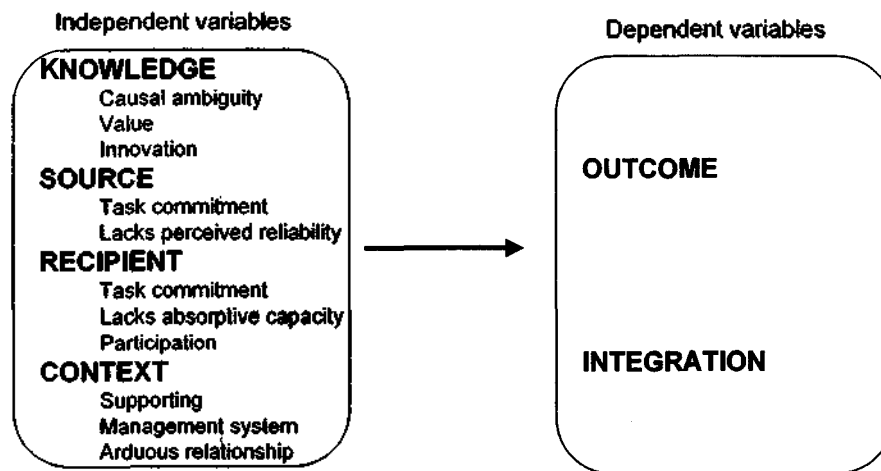 Independent variables
KNOWLEDGE
Causal ambiguity
Value
Innovation
SOURCE
Task commitment
Lacks perceived reliability
RECIPIENT
Task commitment
Lacks absorptive capacity
Participation
CONTEXT
Supporting
Management system
Arduous relationship
Dependent variables
OUTCOME
INTEGRATION